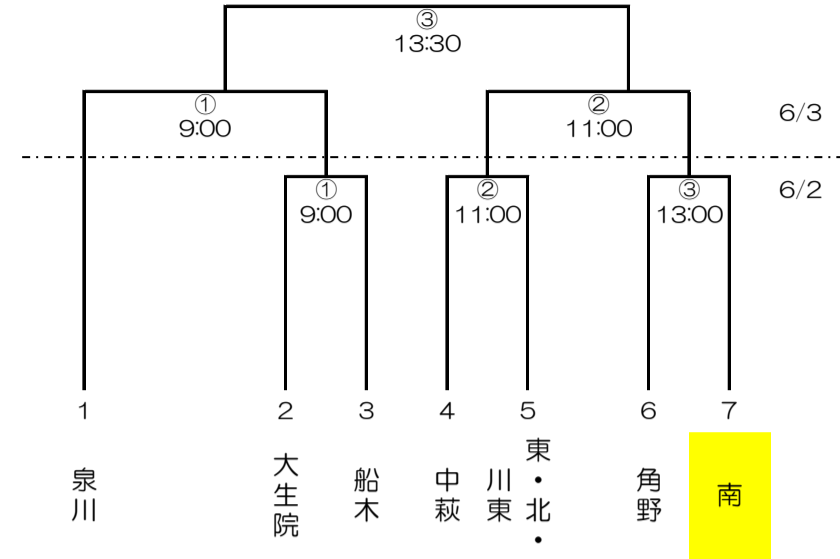 ③
13:30
①
9:00
②
11:00
6/3
①
9:00
②
11:00
③
13:00
6/2
1
2
3
4
5
6
7
泉川
大生院
船木
中萩
東・北・
川東
角野
南